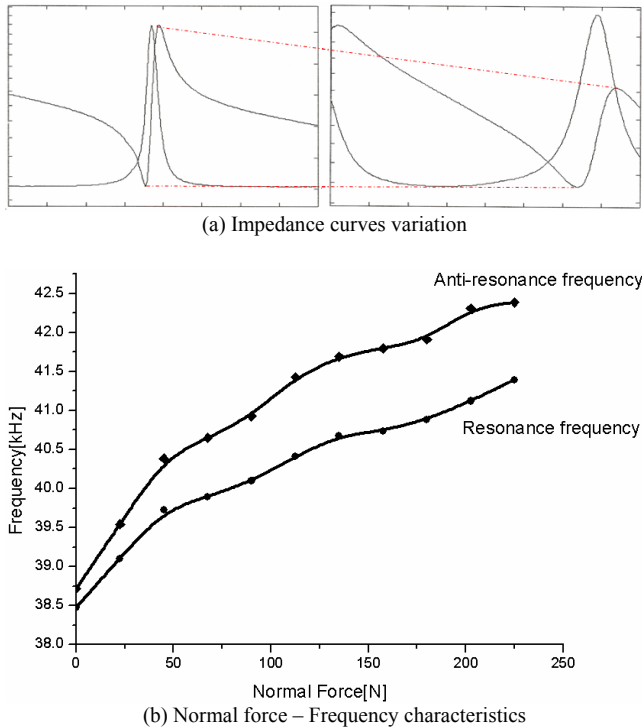 (a) Impedance curves variation
Anti-resonance frequency
Resonance frequency
Frequency[kHz]
42.5
42.0
41.5
41.0
40.5
40.0
39.5
39.0
38.5
38.0
0
50
100
150
200
250
Normal Force[N]
(b) Normal force – Frequency characteristics